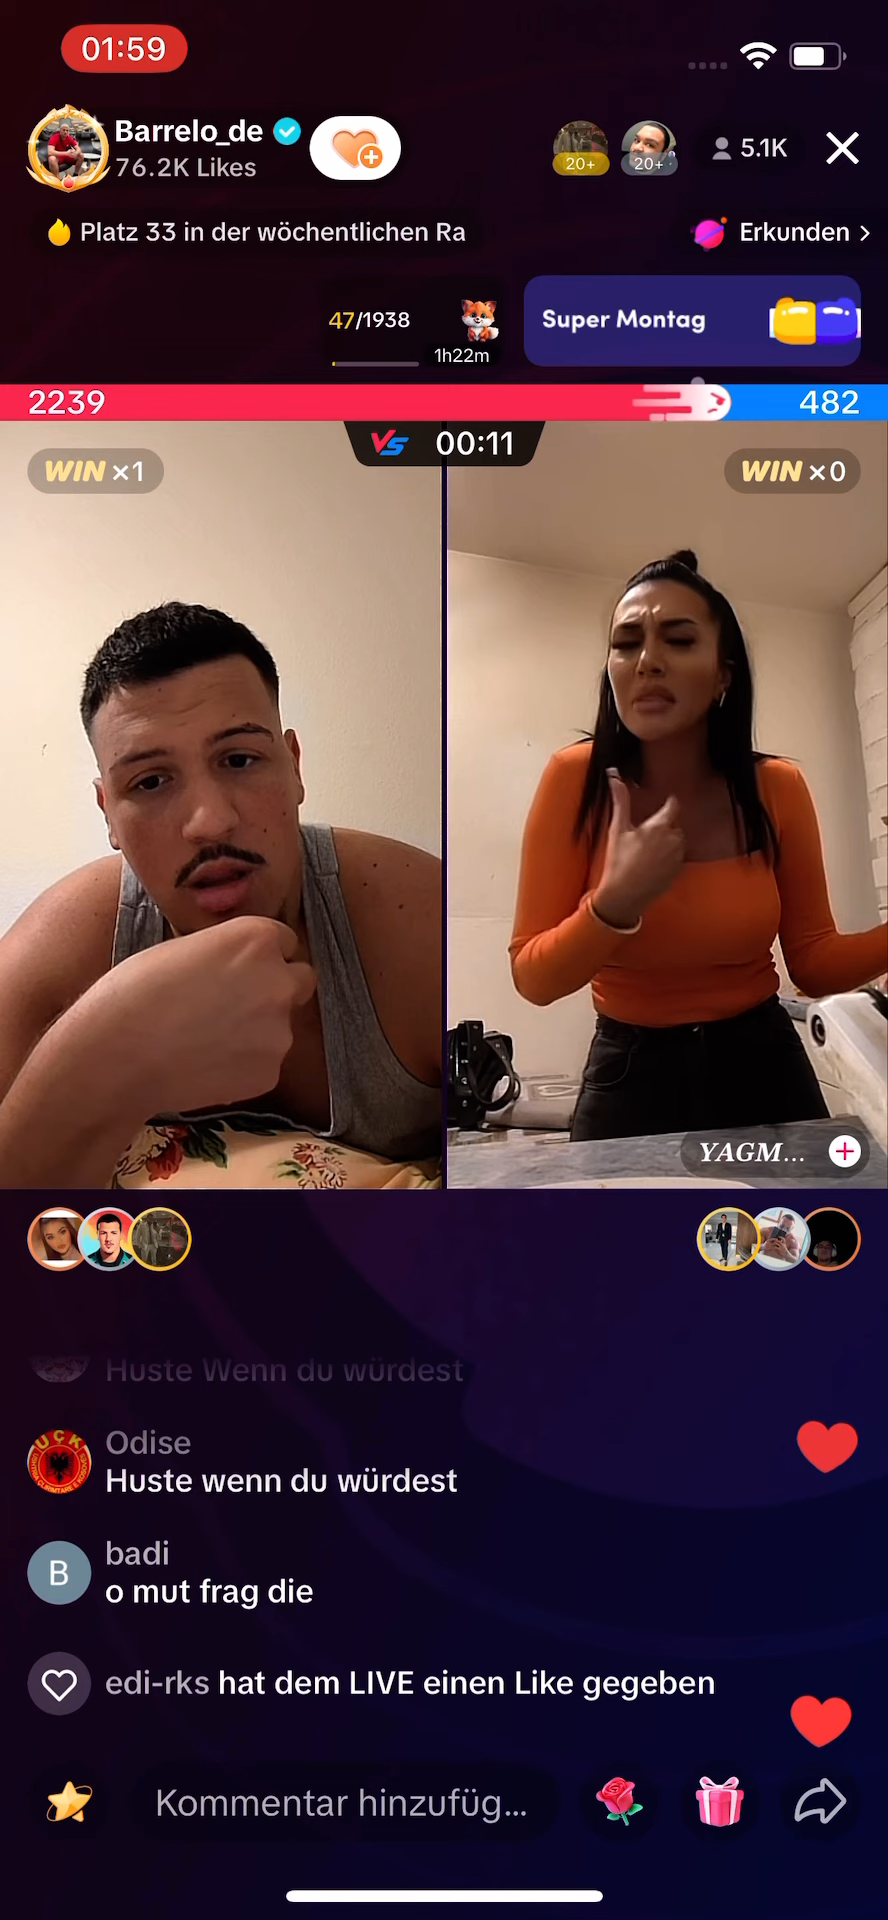 01:59
Barrelo_de
76.2K Likes
20+
20+
5.1K
Platz 33 in der wöchentlichen Ra
Erkunden >
47/1938
1h22m
Super Montag
2239
482
VS 00:11
WIN ×1
WIN ×0
YAGM...
Huste Wenn du würdest
Odise
UÇK
Huste wenn du würdest
B
badi
o mut frag die
edi-rks hat dem LIVE einen Like gegeben
Kommentar hinzufüg...